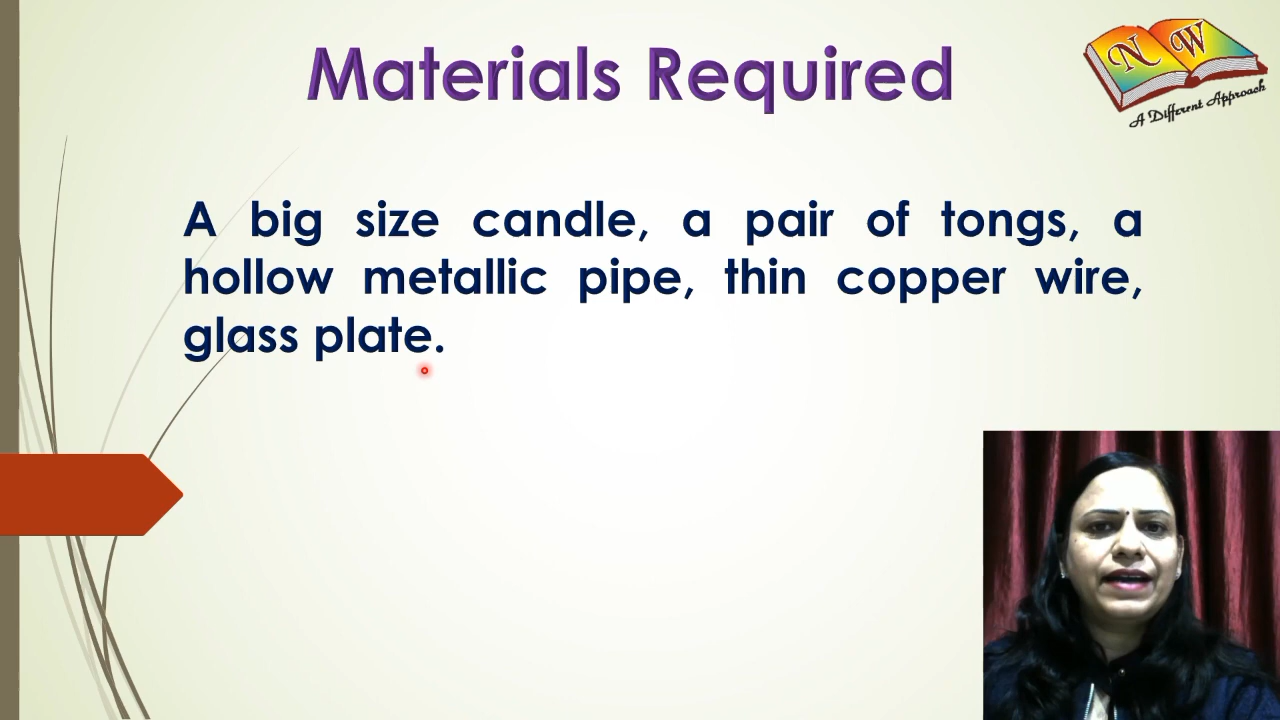 Materials Required
N W
A Different Approach
A big size candle, a pair of tongs, a
hollow metallic pipe, thin copper wire,
glass plate.